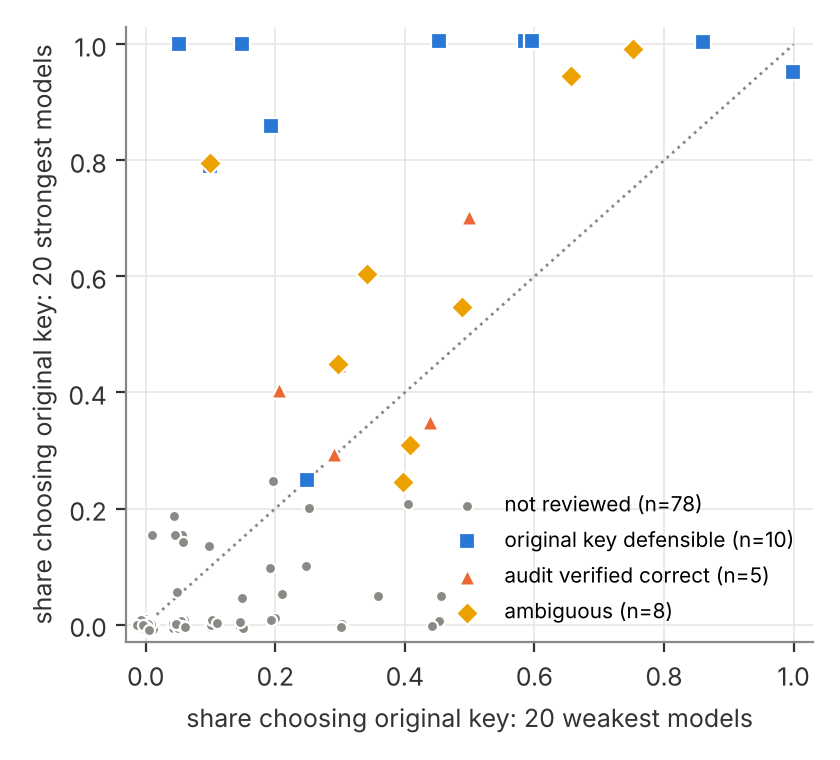 share choosing original key: 20 strongest models
1.0
0.8
0.6
0.4
0.2
0.0
not reviewed (n=78)
original key defensible (n=10)
audit verified correct (n=5)
ambiguous (n=8)
0.0 0.2 0.4 0.6 0.8 1.0
share choosing original key: 20 weakest models